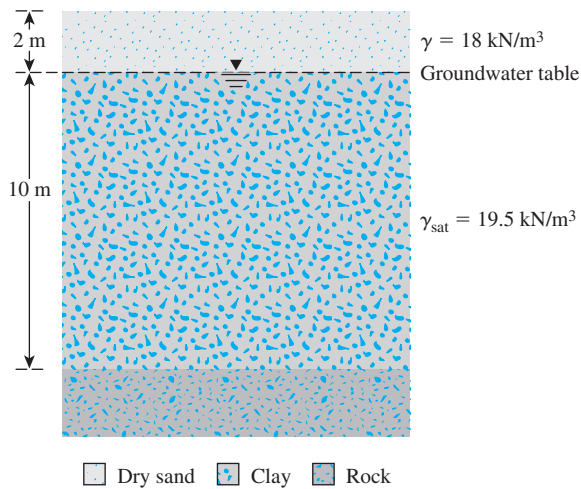 2 m
γ = 18 kN/m³
Groundwater table
10 m
γsat = 19.5 kN/m³
Dry sand
Clay
Rock